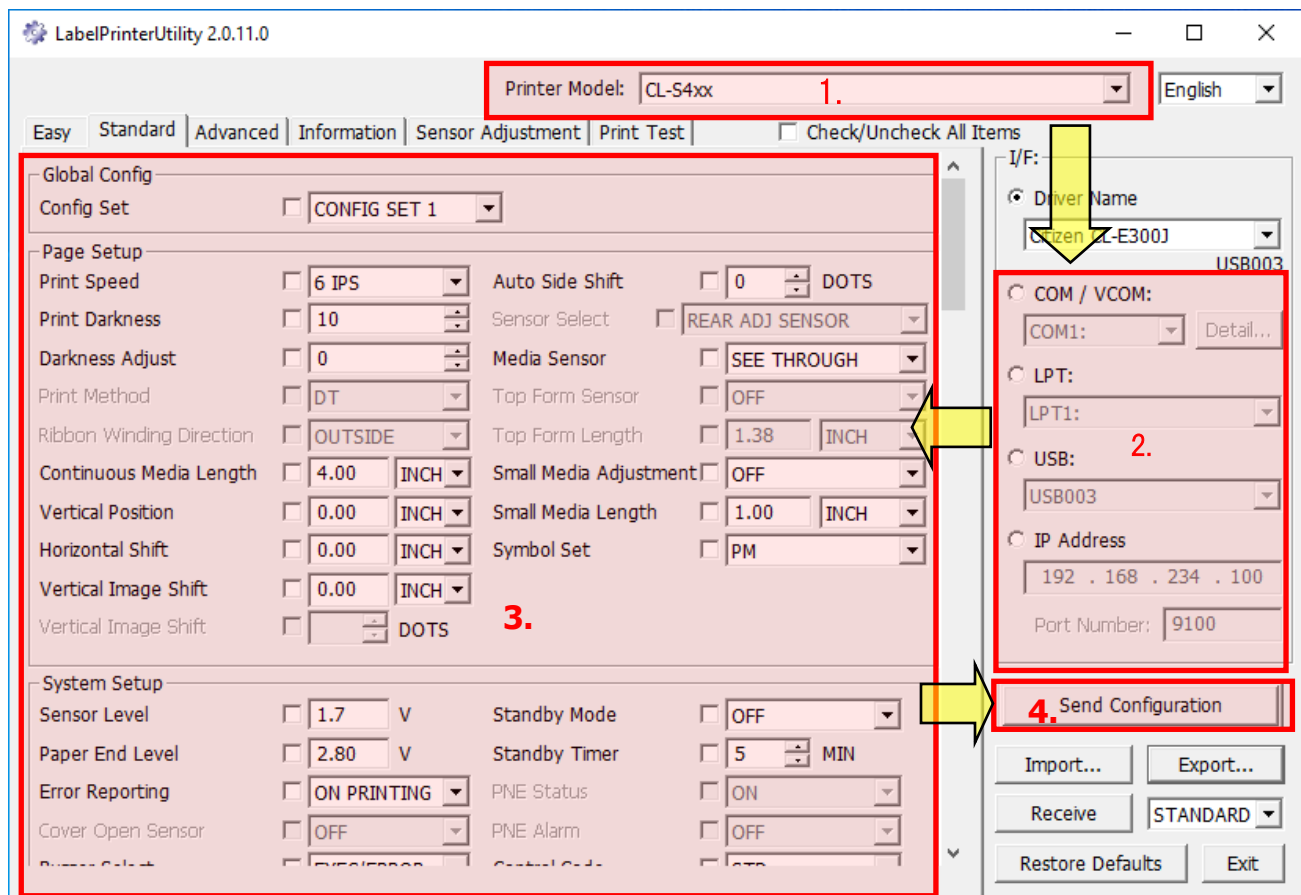 LabelPrinterUtility 2.0.11.0
Printer Model: CL-S4xx 1. English
Easy Standard Advanced Information Sensor Adjustment Print Test Check/Uncheck All Items
Global Config
Config Set CONFIG SET 1
Page Setup
Print Speed 6 IPS Auto Side Shift 0 DOTS
Print Darkness 10 Sensor Select REAR ADJ SENSOR
Darkness Adjust 0 Media Sensor SEE THROUGH
Print Method DT Top Form Sensor OFF
Ribbon Winding Direction OUTSIDE Top Form Length 1.38 INCH
Continuous Media Length 4.00 INCH Small Media Adjustment OFF
Vertical Position 0.00 INCH Small Media Length 1.00 INCH
Horizontal Shift 0.00 INCH Symbol Set PM
Vertical Image Shift 0.00 INCH
Vertical Image Shift DOTS 3.
System Setup
Sensor Level 1.7 V Standby Mode OFF
Paper End Level 2.80 V Standby Timer 5 MIN
Error Reporting ON PRINTING PNE Status ON
Cover Open Sensor OFF PNE Alarm OFF
I/F:
Driver Name
Citizen CL-E300J
USB003
COM / VCOM:
COM1: Detail...
LPT:
LPT1:
2.
USB:
USB003
IP Address
192 . 168 . 234 . 100
Port Number: 9100
4. Send Configuration
Import... Export...
Receive STANDARD
Restore Defaults Exit